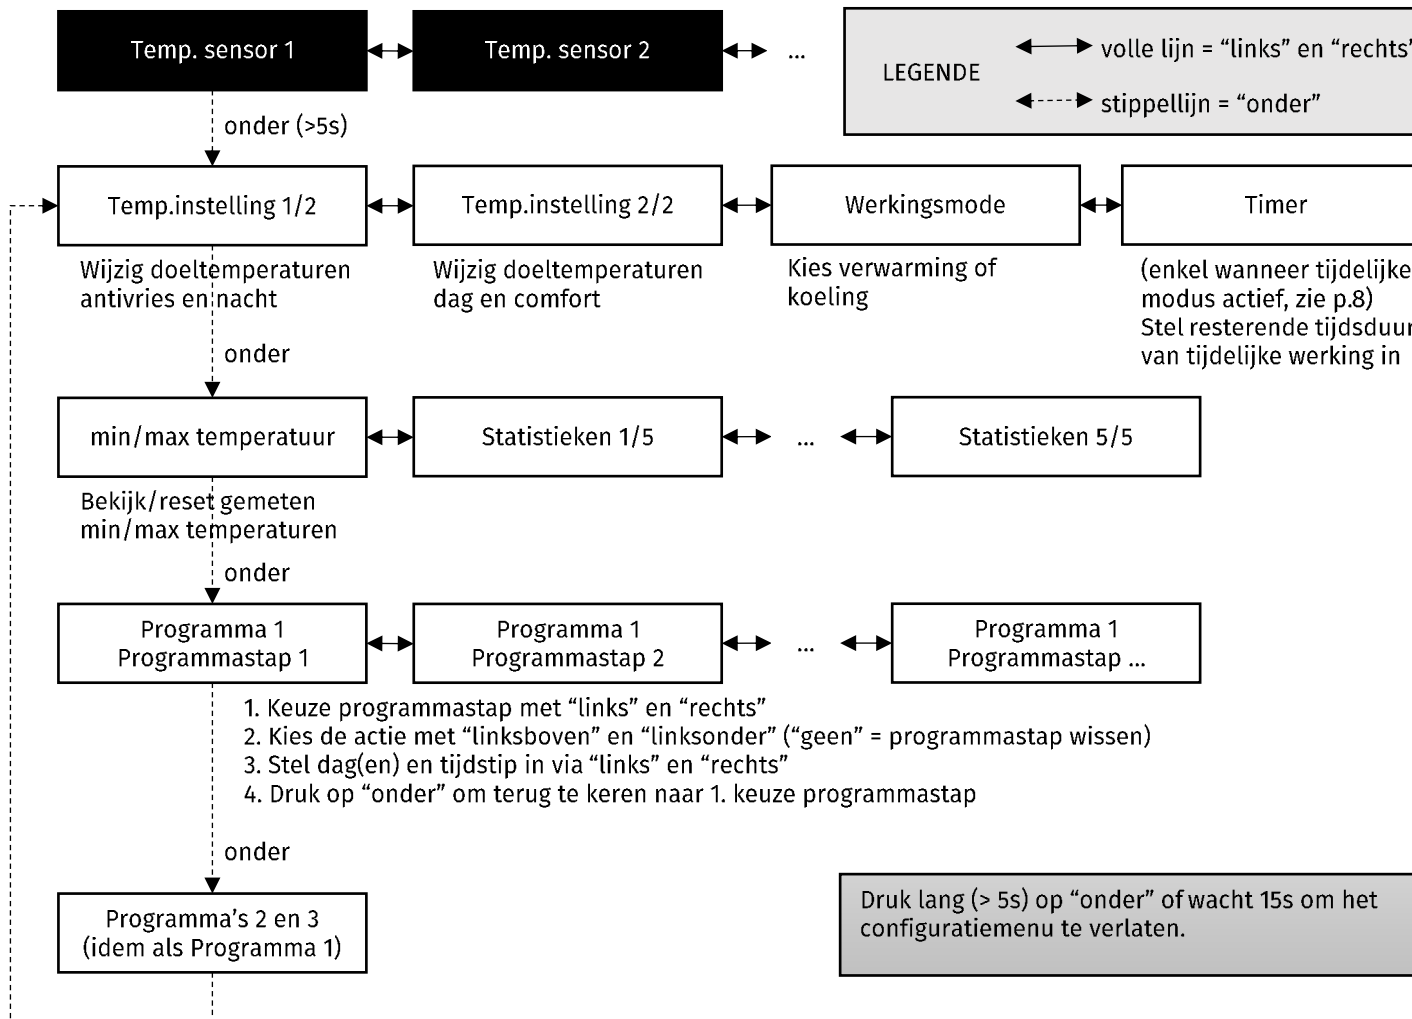 Temp. sensor 1
Temp. sensor 2
...
LEGENDE
volle lijn = “links” en “rechts”
stippellijn = “onder”
onder (>5s)
Temp.instelling 1/2
Temp.instelling 2/2
Werkingsmode
Timer
Wijzig doeltemperaturen
antivries en nacht
Wijzig doeltemperaturen
dag en comfort
Kies verwarming of
koeling
(enkel wanneer tijdelijke
modus actief, zie p.8)
Stel resterende tijdsduur
van tijdelijke werking in
onder
min/max temperatuur
Statistieken 1/5
...
Statistieken 5/5
Bekijk/reset gemeten
min/max temperaturen
onder
Programma 1
Programmastap 1
Programma 1
Programmastap 2
...
Programma 1
Programmastap ...
1. Keuze programmastap met “links” en “rechts”
2. Kies de actie met “linksboven” en “linksonder” (“geen” = programmastap wissen)
3. Stel dag(en) en tijdstip in via “links” en “rechts”
4. Druk op “onder” om terug te keren naar 1. keuze programmastap
onder
Programma’s 2 en 3
(idem als Programma 1)
Druk lang (> 5s) op “onder” of wacht 15s om het
configuratiemenu te verlaten.